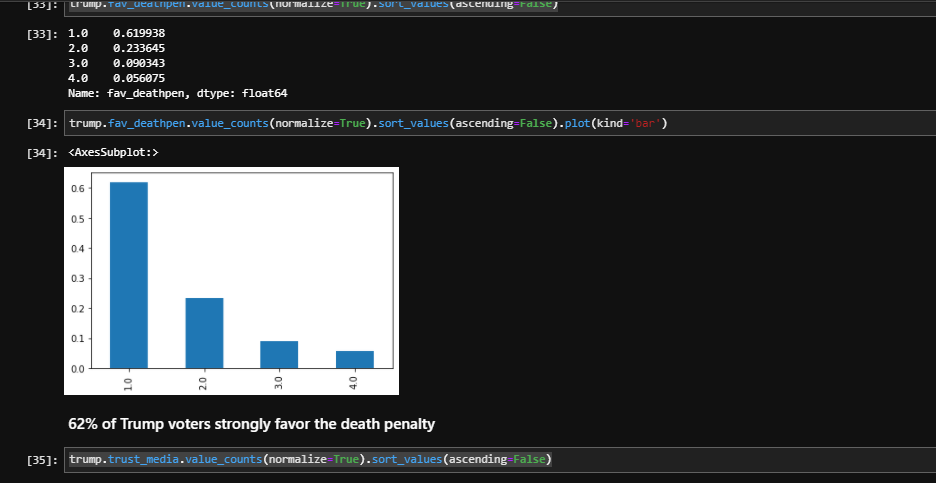 [33]: trump.fav_deathpen.value_counts(normalize=True).sort_values(ascending=False)
[33]: 1.0    0.619938
2.0    0.233645
3.0    0.090343
4.0    0.056075
Name: fav_deathpen, dtype: float64
[34]: trump.fav_deathpen.value_counts(normalize=True).sort_values(ascending=False).plot(kind='bar')
[34]: <AxesSubplot:>
0.6
0.5
0.4
0.3
0.2
0.1
0.0
1.0 2.0 3.0 4.0
62% of Trump voters strongly favor the death penalty
[35]: trump.trust_media.value_counts(normalize=True).sort_values(ascending=False)